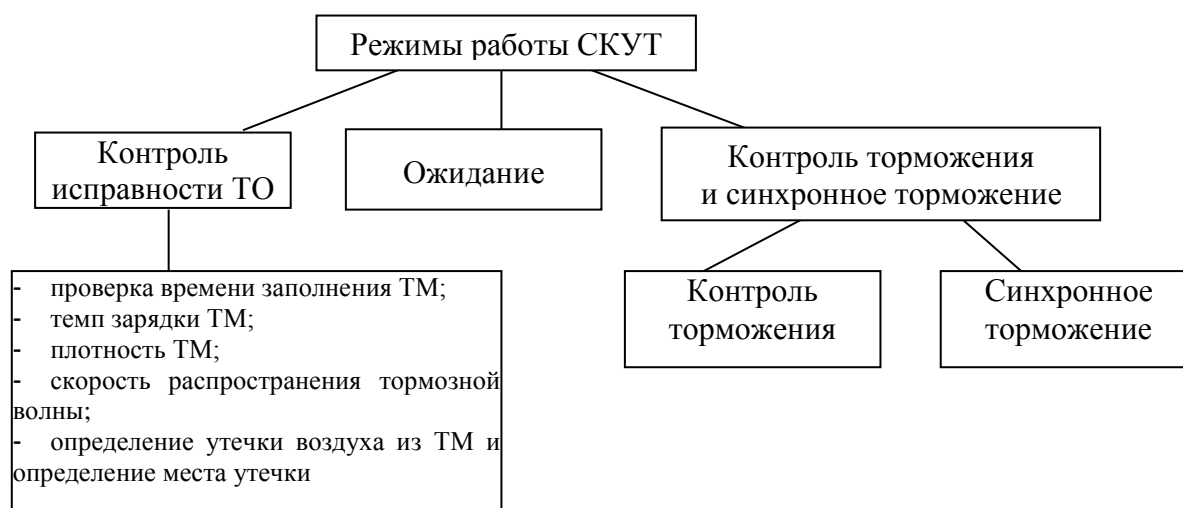 Режимы работы СКУТ
Контроль
исправности ТО
Ожидание
Контроль торможения
и синхронное торможение
- проверка времени заполнения ТМ;
- темп зарядки ТМ;
- плотность ТМ;
- скорость распространения тормозной
волны;
- определение утечки воздуха из ТМ и
определение места утечки
Контроль
торможения
Синхронное
торможение